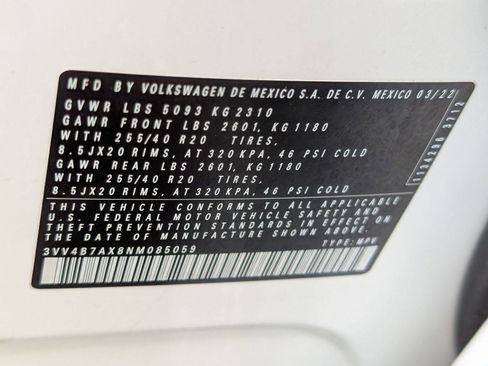 MFD BY VOLKSWAGEN DE MEXICO S.A. DE C.V. MEXICO 03/22
GVWR LBS 5093 KG 2310
GAWR FRONT LBS 2601, KG 1180
WITH 255/40 R20 TIRES,
8.5JX20 RIMS, AT 320 KPA, 46 PSI COLD
GAWR REAR LBS 2601, KG 1180
WITH 255/40 R20 TIRES,
8.5JX20 RIMS, AT 320 KPA, 46 PSI COLD
THIS VEHICLE CONFORMS TO ALL APPLICABLE
U.S. FEDERAL MOTOR VEHICLE SAFETY AND
THEFT PREVENTION STANDARDS IN EFFECT ON
THE DATE OF MANUFACTURE SHOWN ABOVE.
3VV4B7AX8NM085059 TYPE: MPV
3712